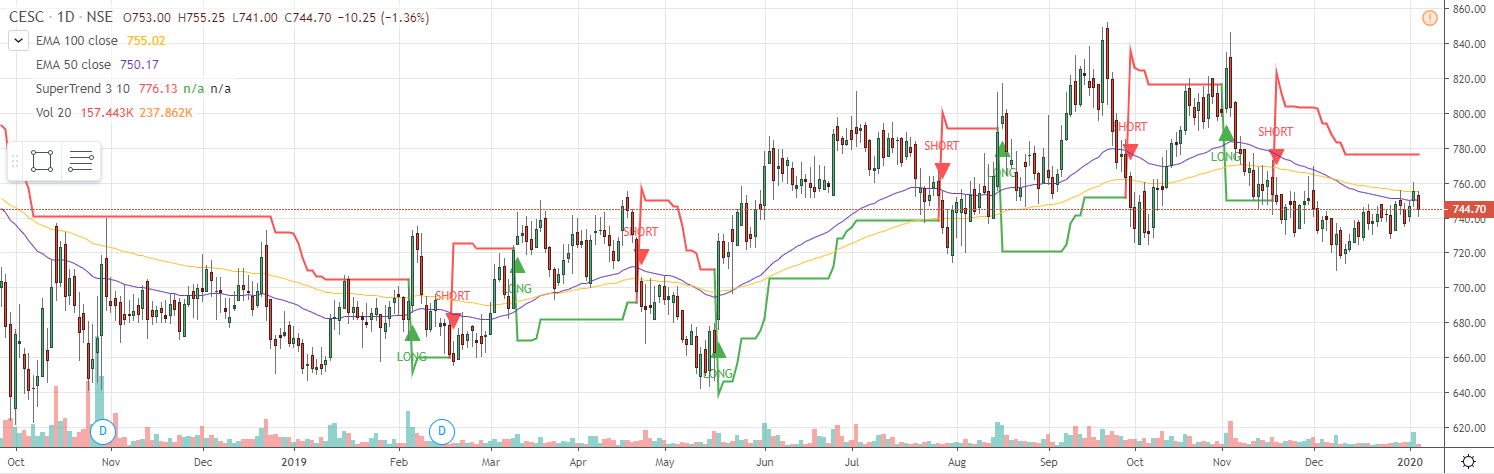 CESC · 1D · NSE O753.00 H755.25 L741.00 C744.70 −10.25 (−1.36%)
EMA 100 close 755.02
EMA 50 close 750.17
SuperTrend 3 10 776.13 n/a n/a
Vol 20 157.443K 237.862K
860.00
840.00
820.00
800.00
780.00
760.00
744.70
740.00
720.00
700.00
680.00
660.00
640.00
620.00
SHORT
SHORT
SHORT
SHORT
SHORT
LONG
LONG
LONG
LONG
LONG
D
D
Oct Nov Dec 2019 Feb Mar Apr May Jun Jul Aug Sep Oct Nov Dec 2020